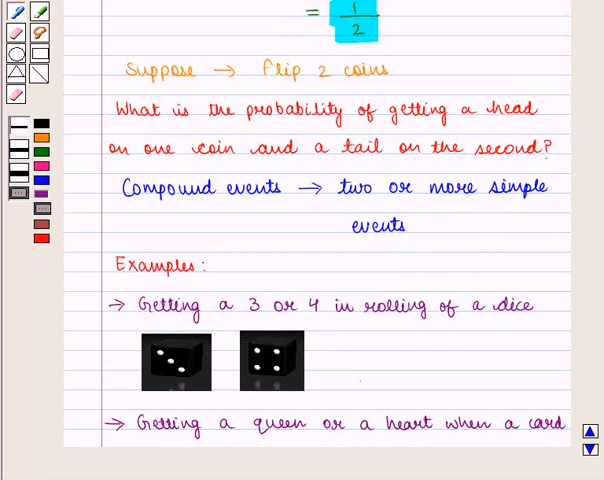 = 1/2
Suppose → Flip 2 coins
What is the probability of getting a head
on one coin and a tail on the second?
Compound events → two or more simple
events
Examples:
→ Getting a 3 or 4 in rolling of a dice
→ Getting a queen or a heart when a card